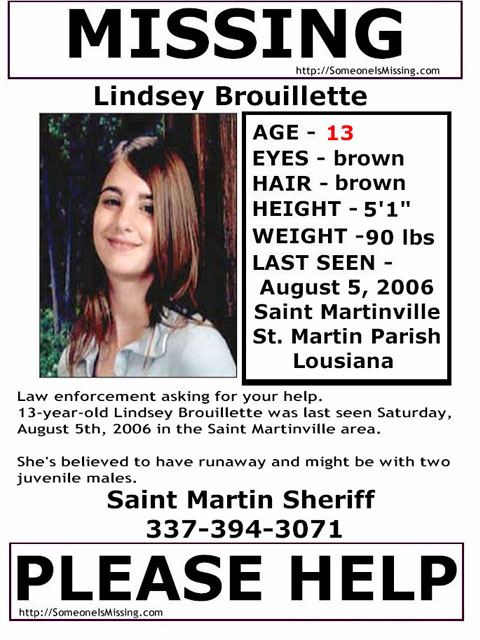 MISSING
http://SomeoneIsMissing.com
Lindsey Brouillette
AGE - 13
EYES - brown
HAIR - brown
HEIGHT - 5'1"
WEIGHT -90 lbs
LAST SEEN -
August 5, 2006
Saint Martinville
St. Martin Parish
Lousiana
Law enforcement asking for your help.
13-year-old Lindsey Brouillette was last seen Saturday,
August 5th, 2006 in the Saint Martinville area.
She's believed to have runaway and might be with two
juvenile males.
Saint Martin Sheriff
337-394-3071
PLEASE HELP
http://SomeoneIsMissing.com